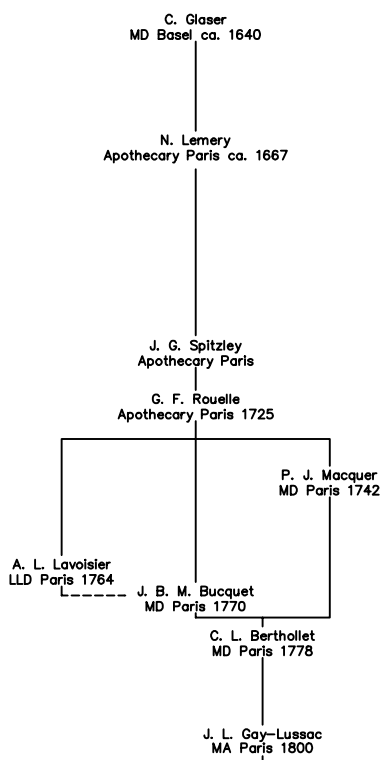 C. Glaser
MD Basel ca. 1640
N. Lemery
Apothecary Paris ca. 1667
J. G. Spitzley
Apothecary Paris
G. F. Rouelle
Apothecary Paris 1725
P. J. Macquer
MD Paris 1742
A. L. Lavoisier
LLD Paris 1764
J. B. M. Bucquet
MD Paris 1770
C. L. Berthollet
MD Paris 1778
J. L. Gay-Lussac
MA Paris 1800